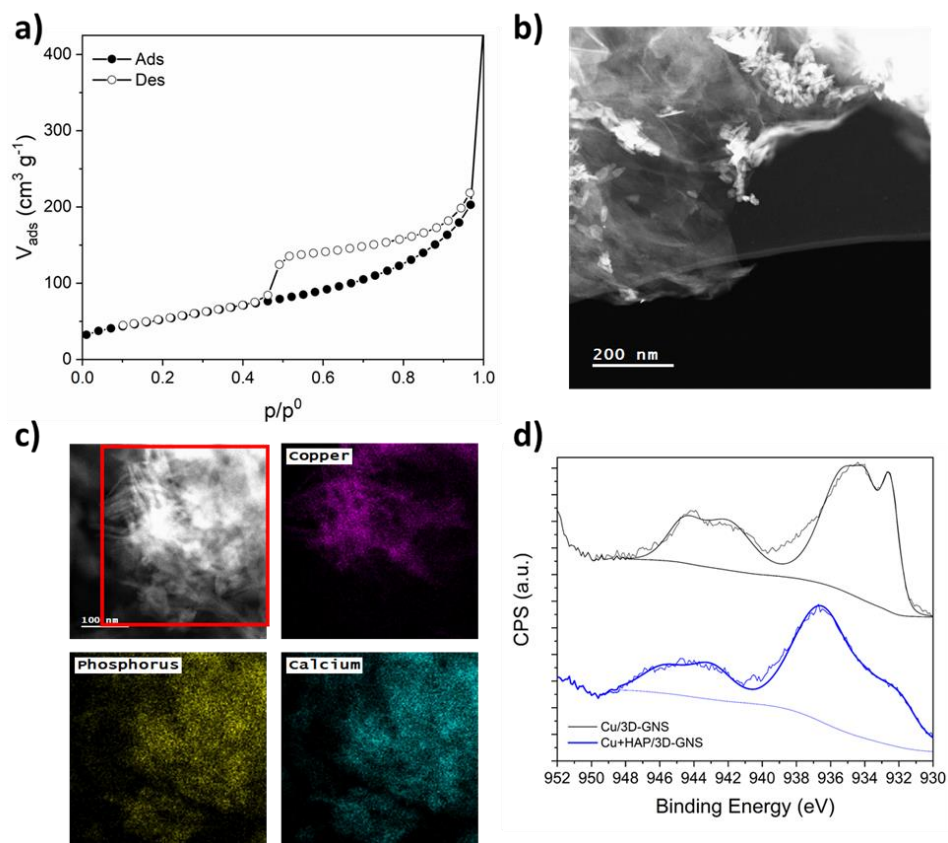 a)
Ads
Des
400
300
200
100
0
0.0 0.2 0.4 0.6 0.8 1.0
V_ads (cm³ g⁻¹)
p/p⁰
b)
200 nm
c)
100 nm
Copper
Phosphorus
Calcium
d)
CPS (a.u.)
Cu/3D-GNS
Cu+HAP/3D-GNS
952 950 948 946 944 942 940 938 936 934 932 930
Binding Energy (eV)